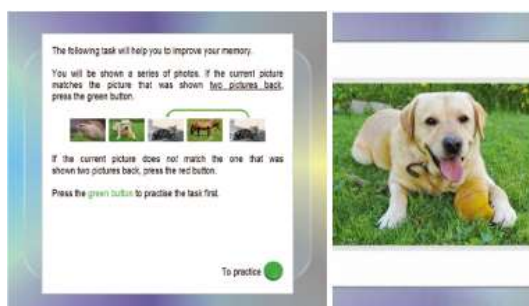 The following task will help you to improve your memory.
You will be shown a series of photos. If the current picture
matches the picture that was shown two pictures back,
press the green button.
If the current picture does not match the one that was
shown two pictures back, press the red button.
Press the green button to practise the task first.
To practice